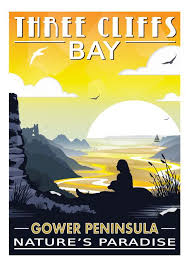 THREE CLIFFS
BAY
GOWER PENINSULA
NATURE'S PARADISE